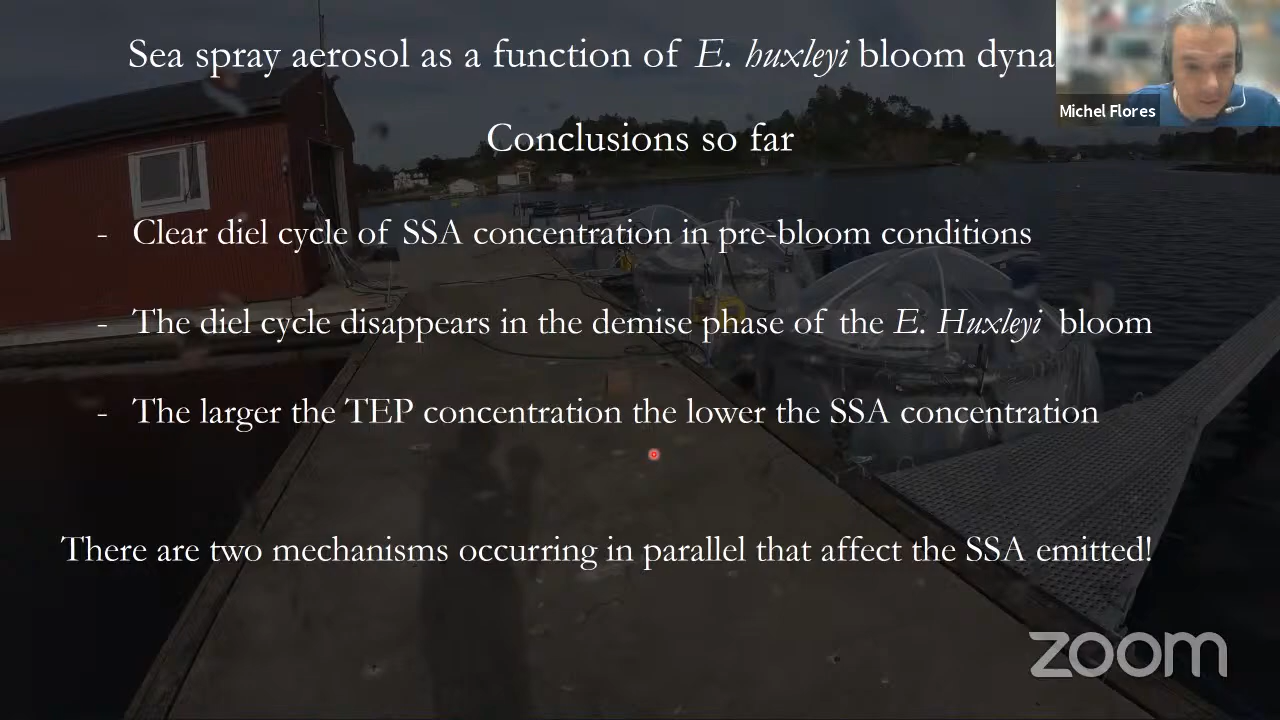 Sea spray aerosol as a function of E. huxleyi bloom dyna
Michel Flores
Conclusions so far
- Clear diel cycle of SSA concentration in pre-bloom conditions
- The diel cycle disappears in the demise phase of the E. Huxleyi bloom
- The larger the TEP concentration the lower the SSA concentration
There are two mechanisms occurring in parallel that affect the SSA emitted!
zoom